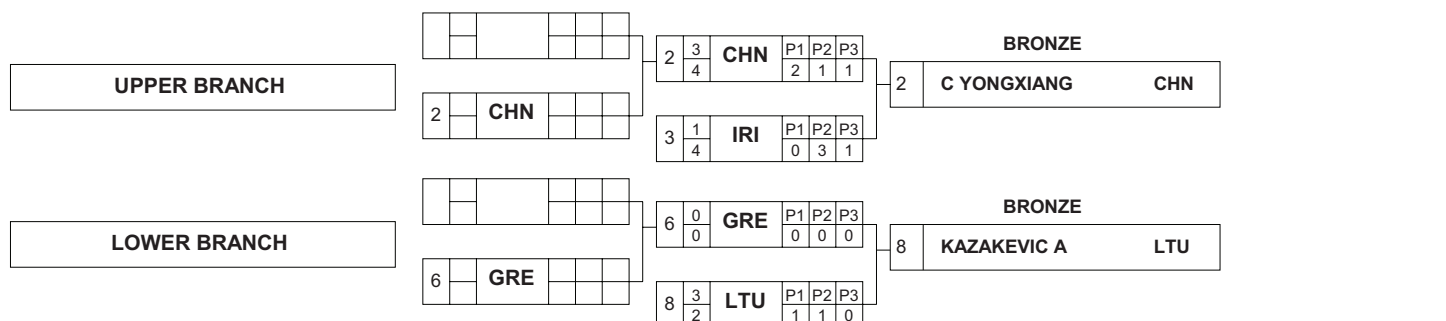 UPPER BRANCH
2 CHN
2 3 4 CHN P1 P2 P3
2 1 1
3 1 4 IRI P1 P2 P3
0 3 1
BRONZE
2 C YONGXIANG CHN
LOWER BRANCH
6 GRE
6 0 0 GRE P1 P2 P3
0 0 0
8 3 2 LTU P1 P2 P3
1 1 0
BRONZE
8 KAZAKEVIC A LTU